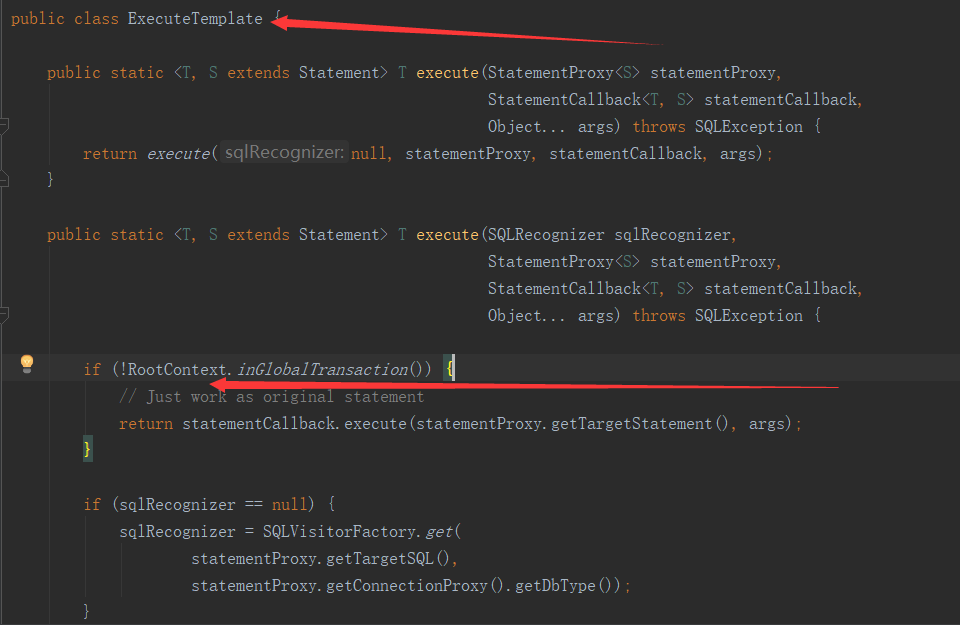 public class ExecuteTemplate {
public static <T, S extends Statement> T execute(StatementProxy<S> statementProxy,
StatementCallback<T, S> statementCallback,
Object... args) throws SQLException {
return execute( sqlRecognizer: null, statementProxy, statementCallback, args);
}
public static <T, S extends Statement> T execute(SQLRecognizer sqlRecognizer,
StatementProxy<S> statementProxy,
StatementCallback<T, S> statementCallback,
Object... args) throws SQLException {
if (!RootContext.inGlobalTransaction()) {
// Just work as original statement
return statementCallback.execute(statementProxy.getTargetStatement(), args);
}
if (sqlRecognizer == null) {
sqlRecognizer = SQLVisitorFactory.get(
statementProxy.getTargetSQL(),
statementProxy.getConnectionProxy().getDbType());
}